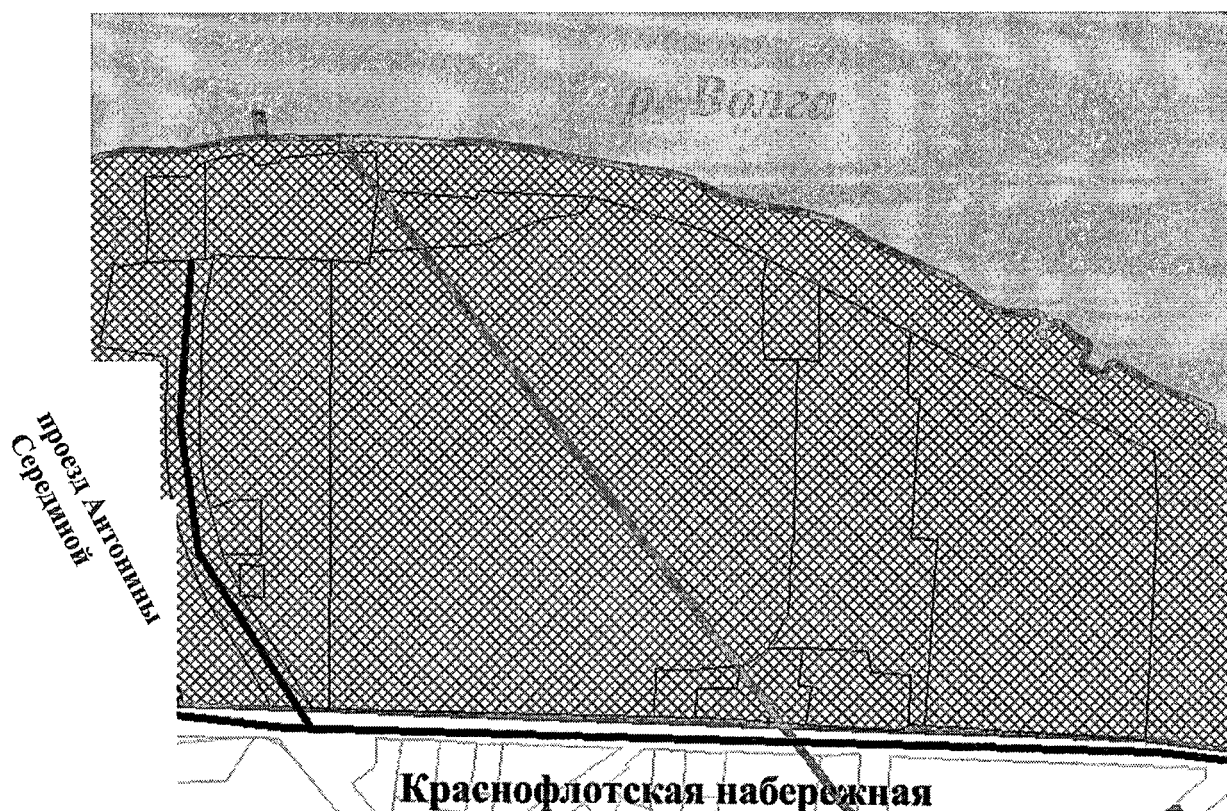 р. Волга
проезд Антонины
Серединой
Краснофлотская набережная